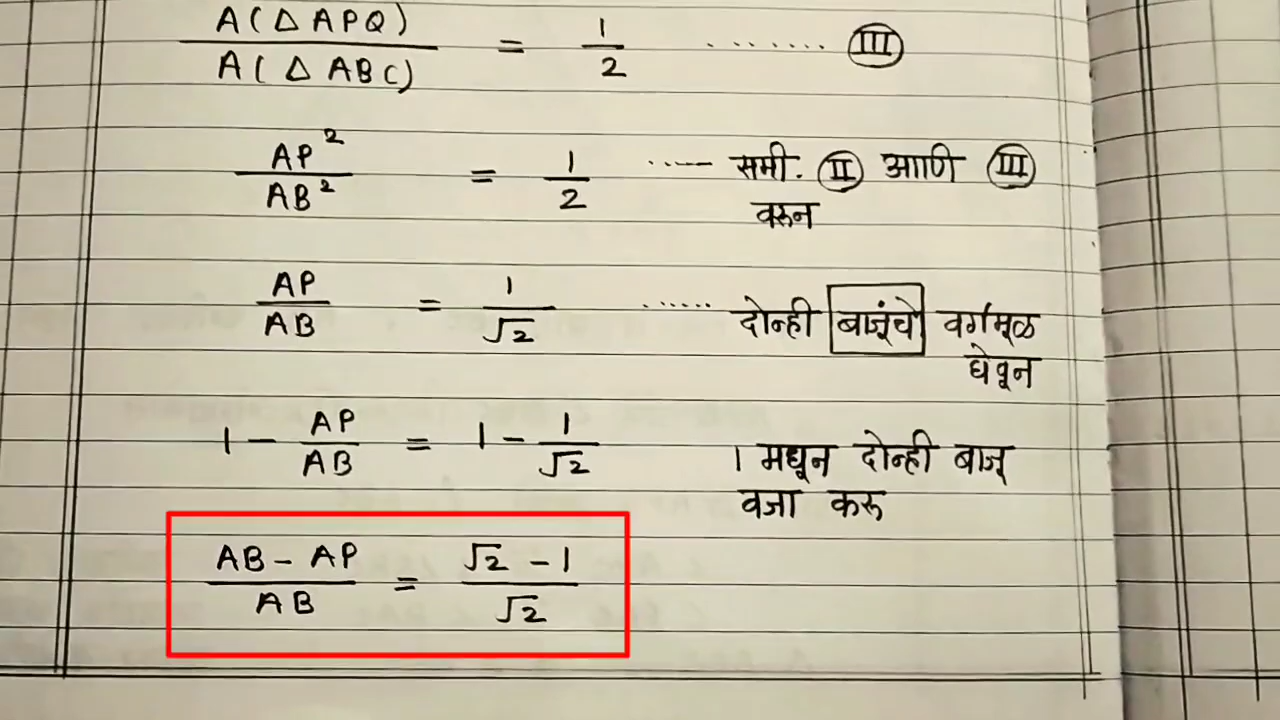 A(△APQ) / A(△ABC) = 1/2 ........ III
AP² / AB² = 1/2 ..... समी. II आणि III
वरुन
AP / AB = 1/√2 ...... दोन्ही बाजूंचे वर्गमूळ
घेवून
1 - AP/AB = 1 - 1/√2 1 मधून दोन्ही बाजू
वजा करू
AB - AP / AB = √2 - 1 / √2